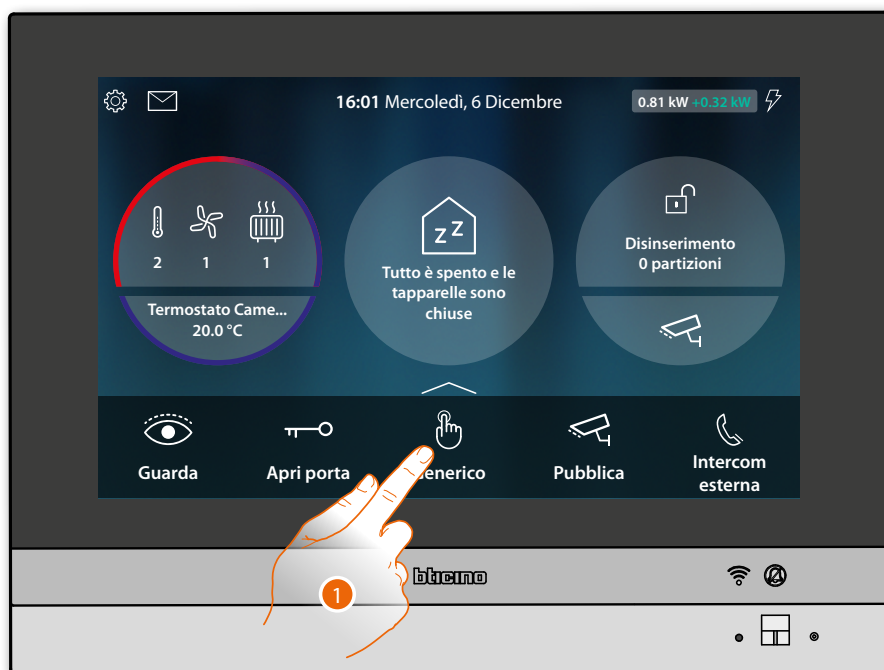 16:01 Mercoledì, 6 Dicembre
0.81 kW +0.32 kW
2 1 1
Termostato Came...
20.0 °C
Tutto è spento e le
tapparelle sono
chiuse
Disinserimento
0 partizioni
Guarda
Apri porta
enerico
Pubblica
Intercom
esterna
1
bticino